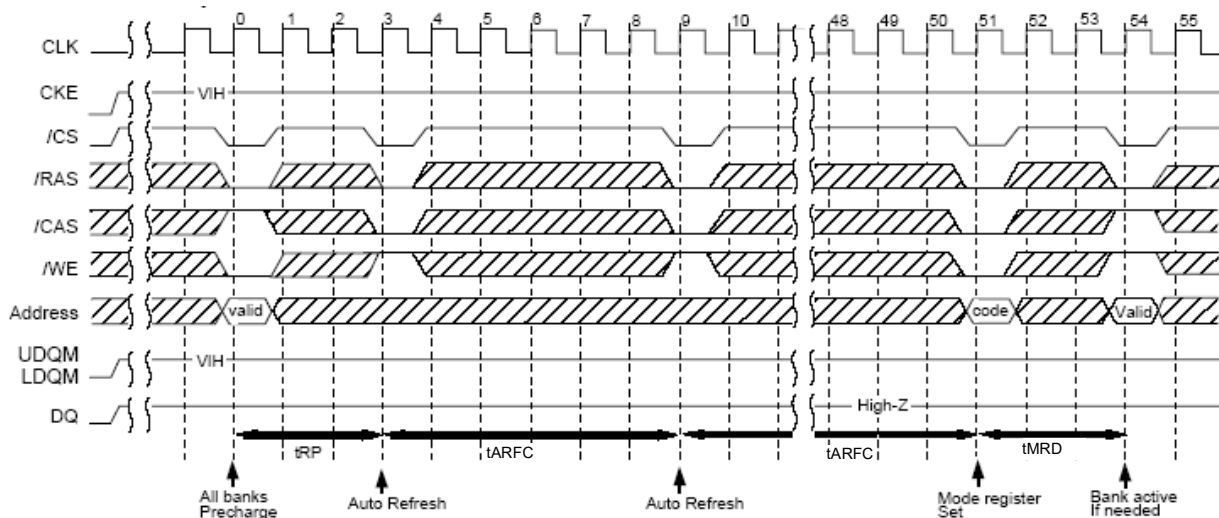 0 1 2 3 4 5 6 7 8 9 10 48 49 50 51 52 53 54 55
CLK
CKE VIH
/CS
/RAS
/CAS
/WE
Address valid code Valid
UDQM VIH
LDQM
DQ High-Z
tRP tARFC tARFC tMRD
All banks Auto Refresh Auto Refresh Mode register Bank active
Precharge Set If needed